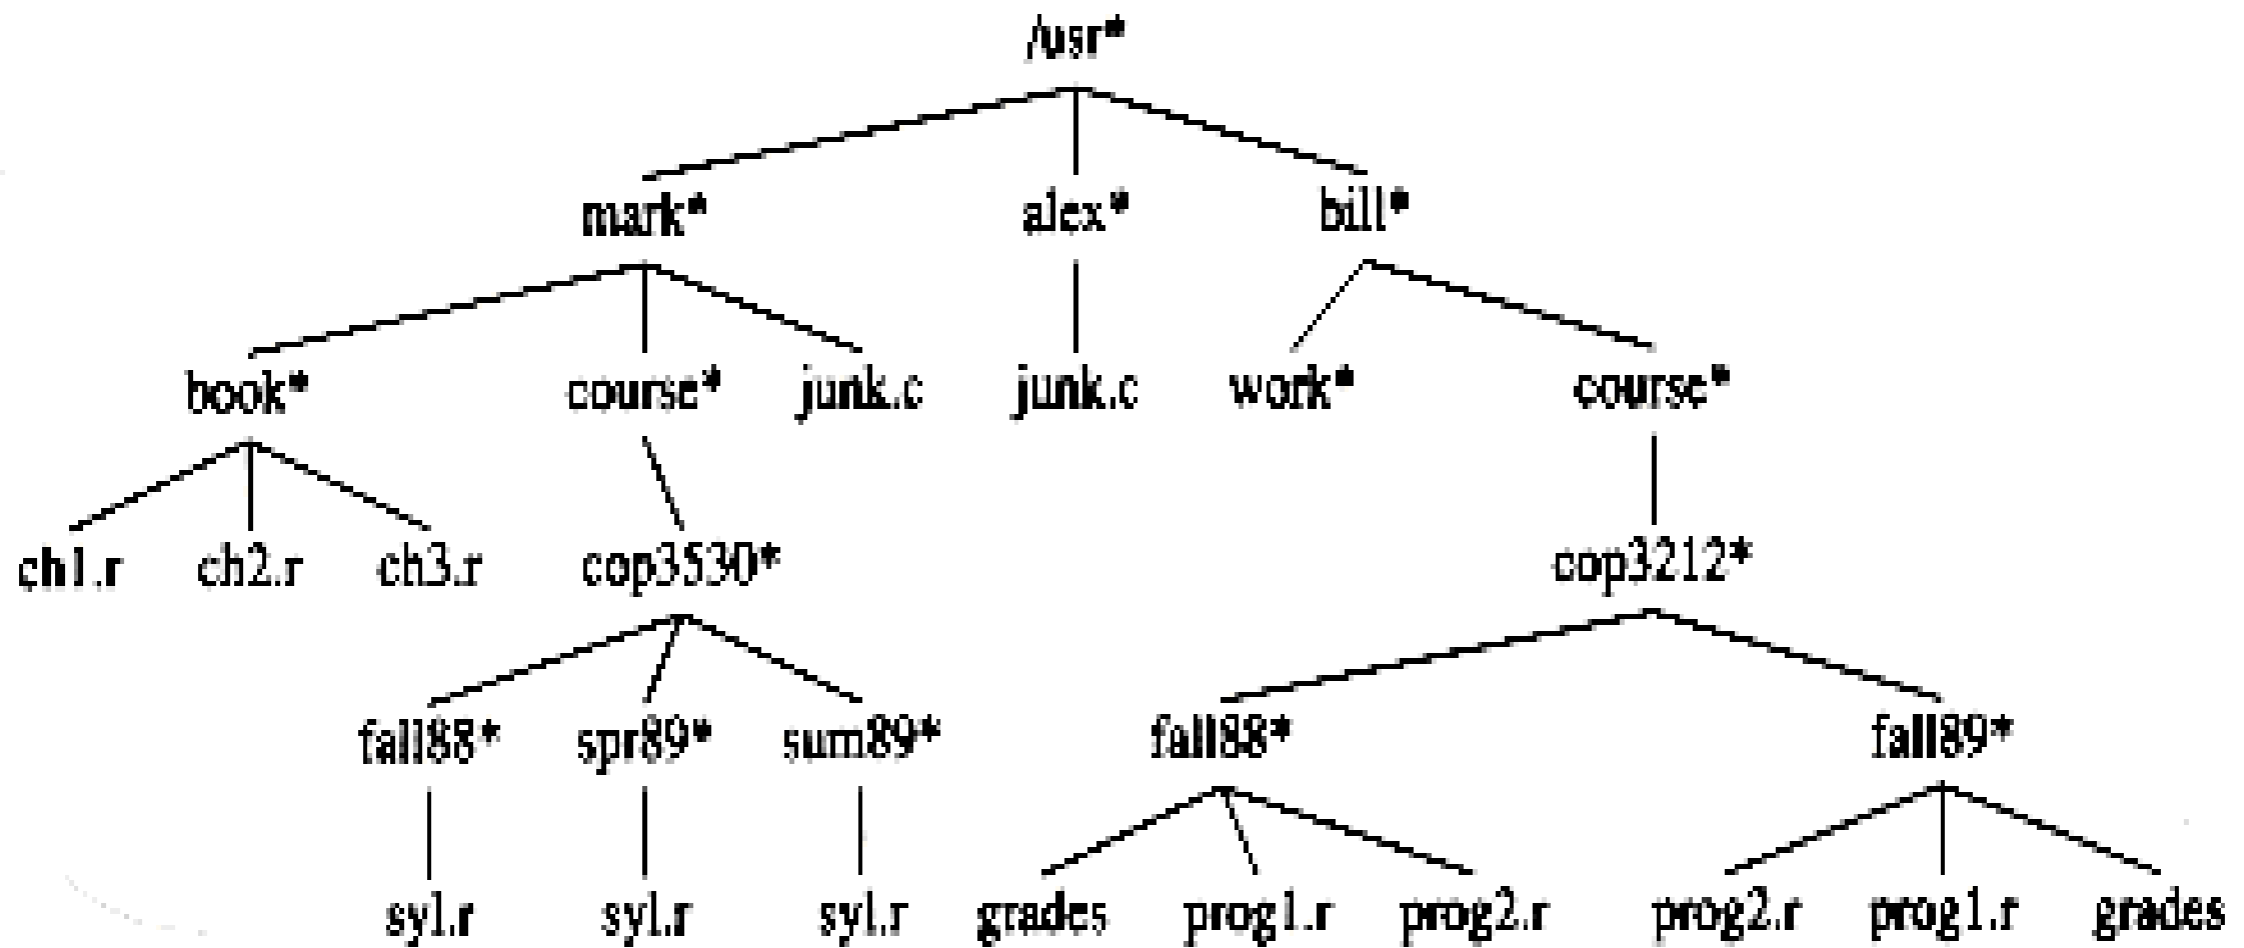 /usr*
mark* alex* bill*
book* course* junk.c junk.c work* course*
ch1.r ch2.r ch3.r cop3530* cop3212*
fall88* spr89* sum89* fall88* fall89*
syl.r syl.r syl.r grades prog1.r prog2.r prog2.r prog1.r grades